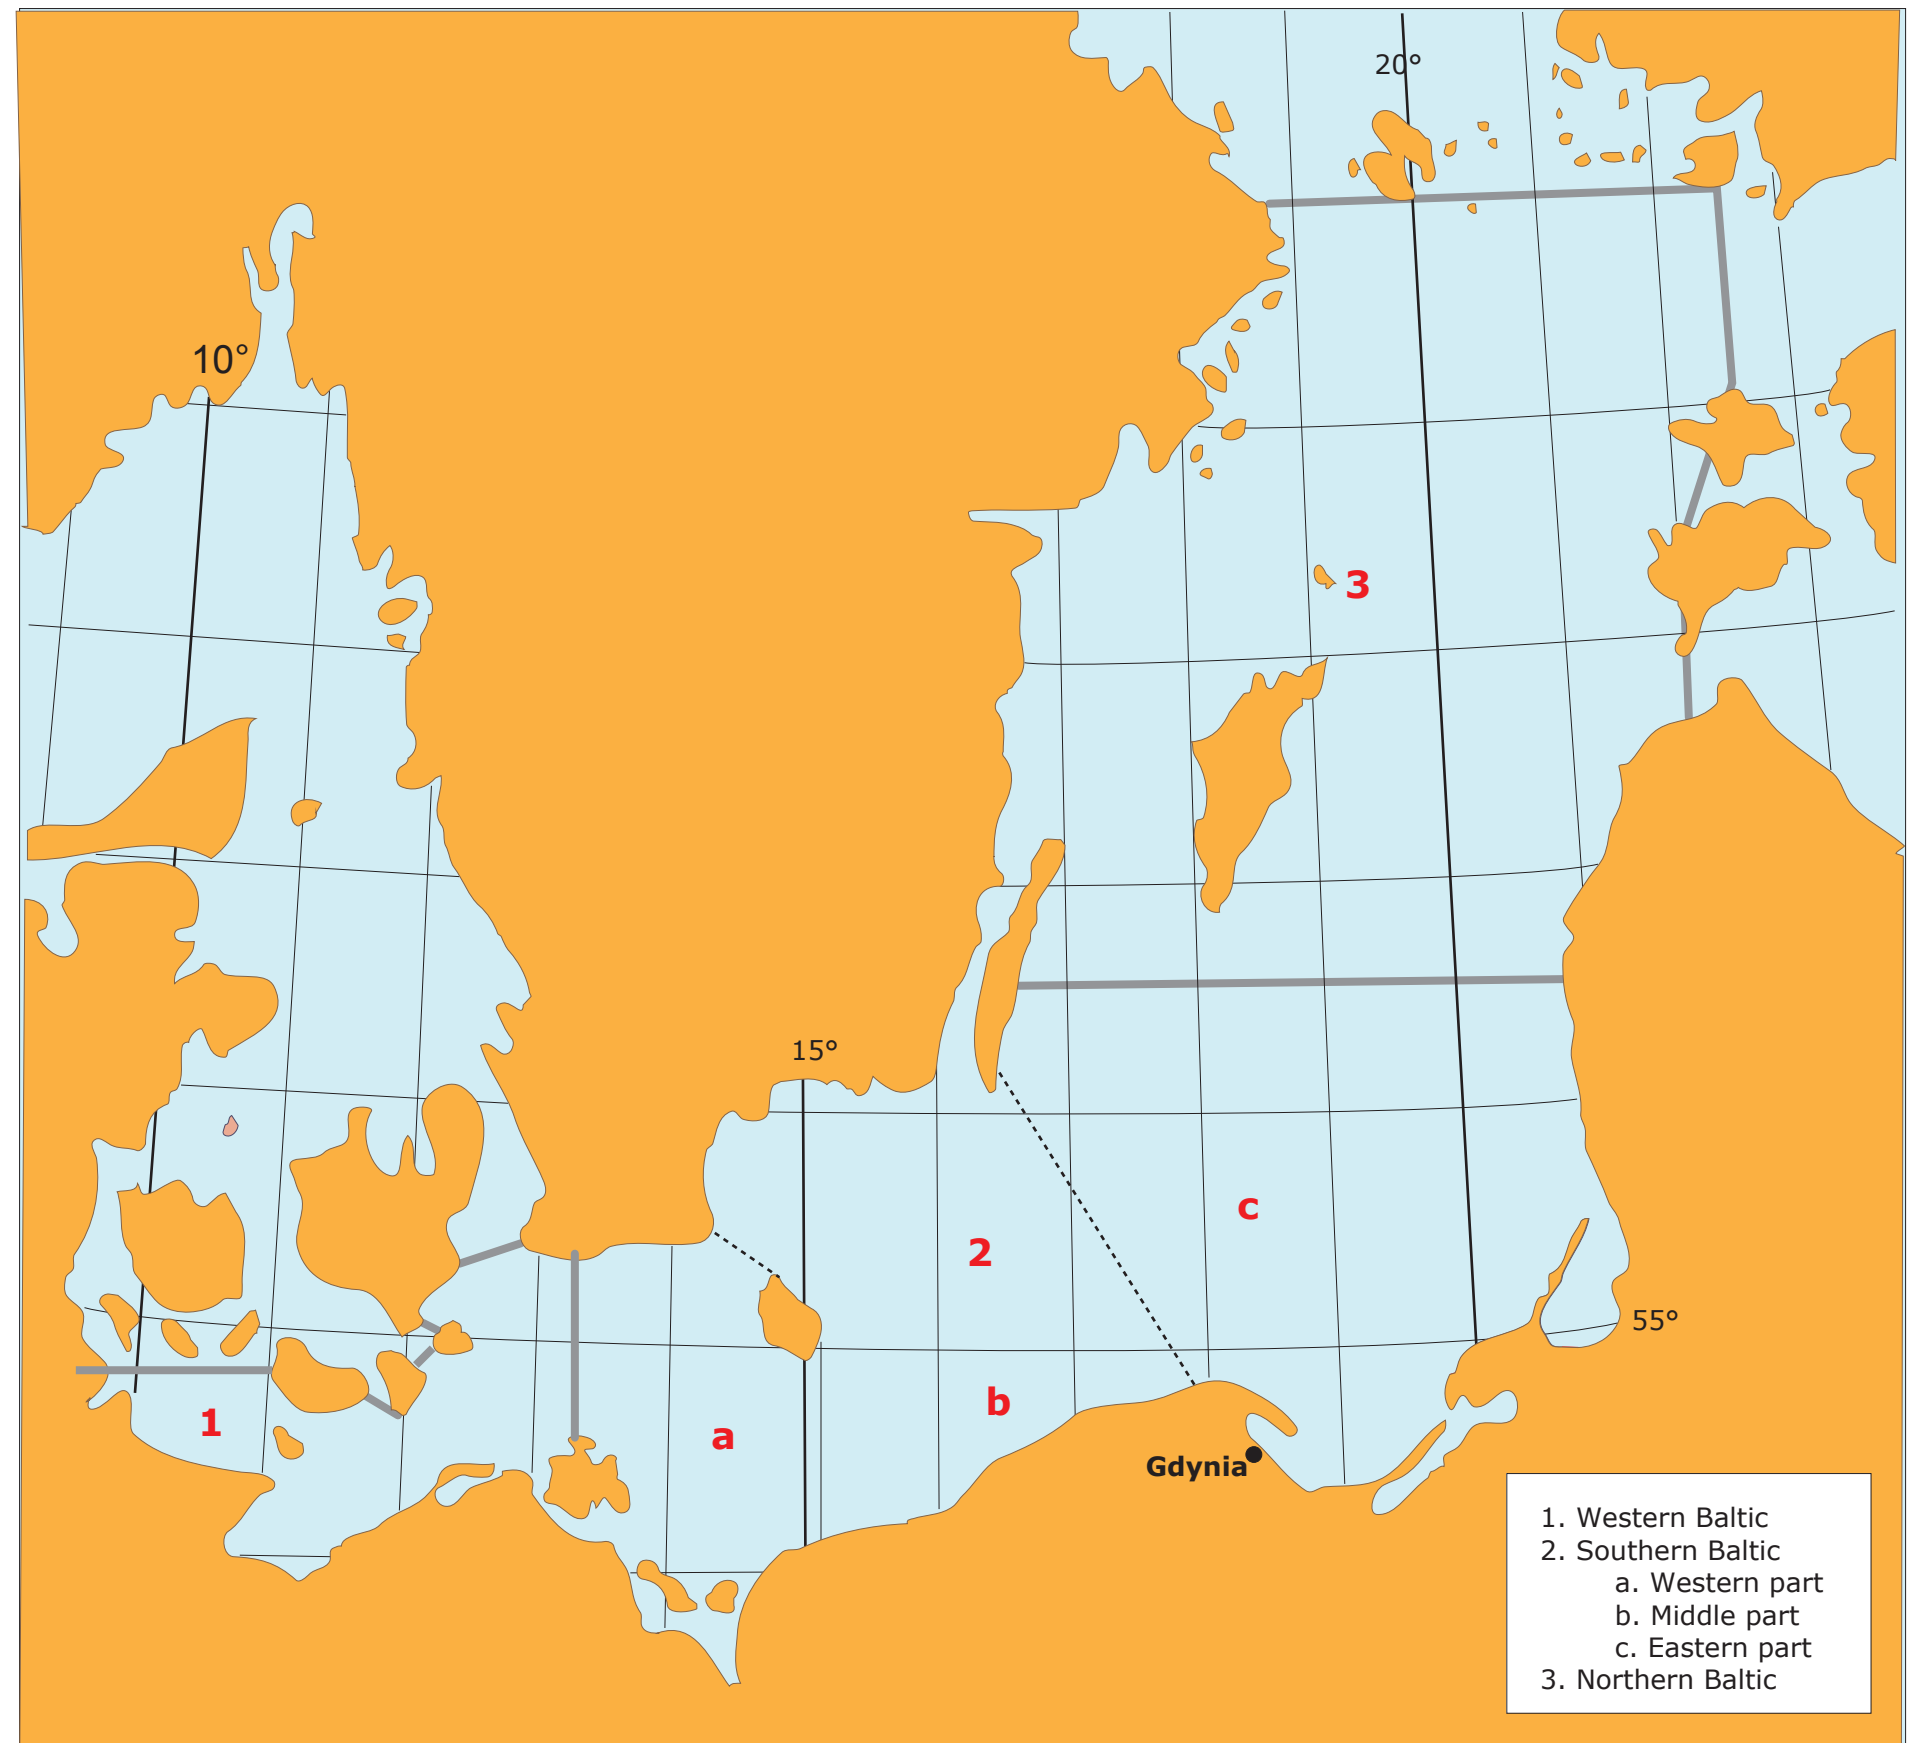 20°
10°
3
15°
c
2
55°
b
1
a
Gdynia
1. Western Baltic
2. Southern Baltic
a. Western part
b. Middle part
c. Eastern part
3. Northern Baltic